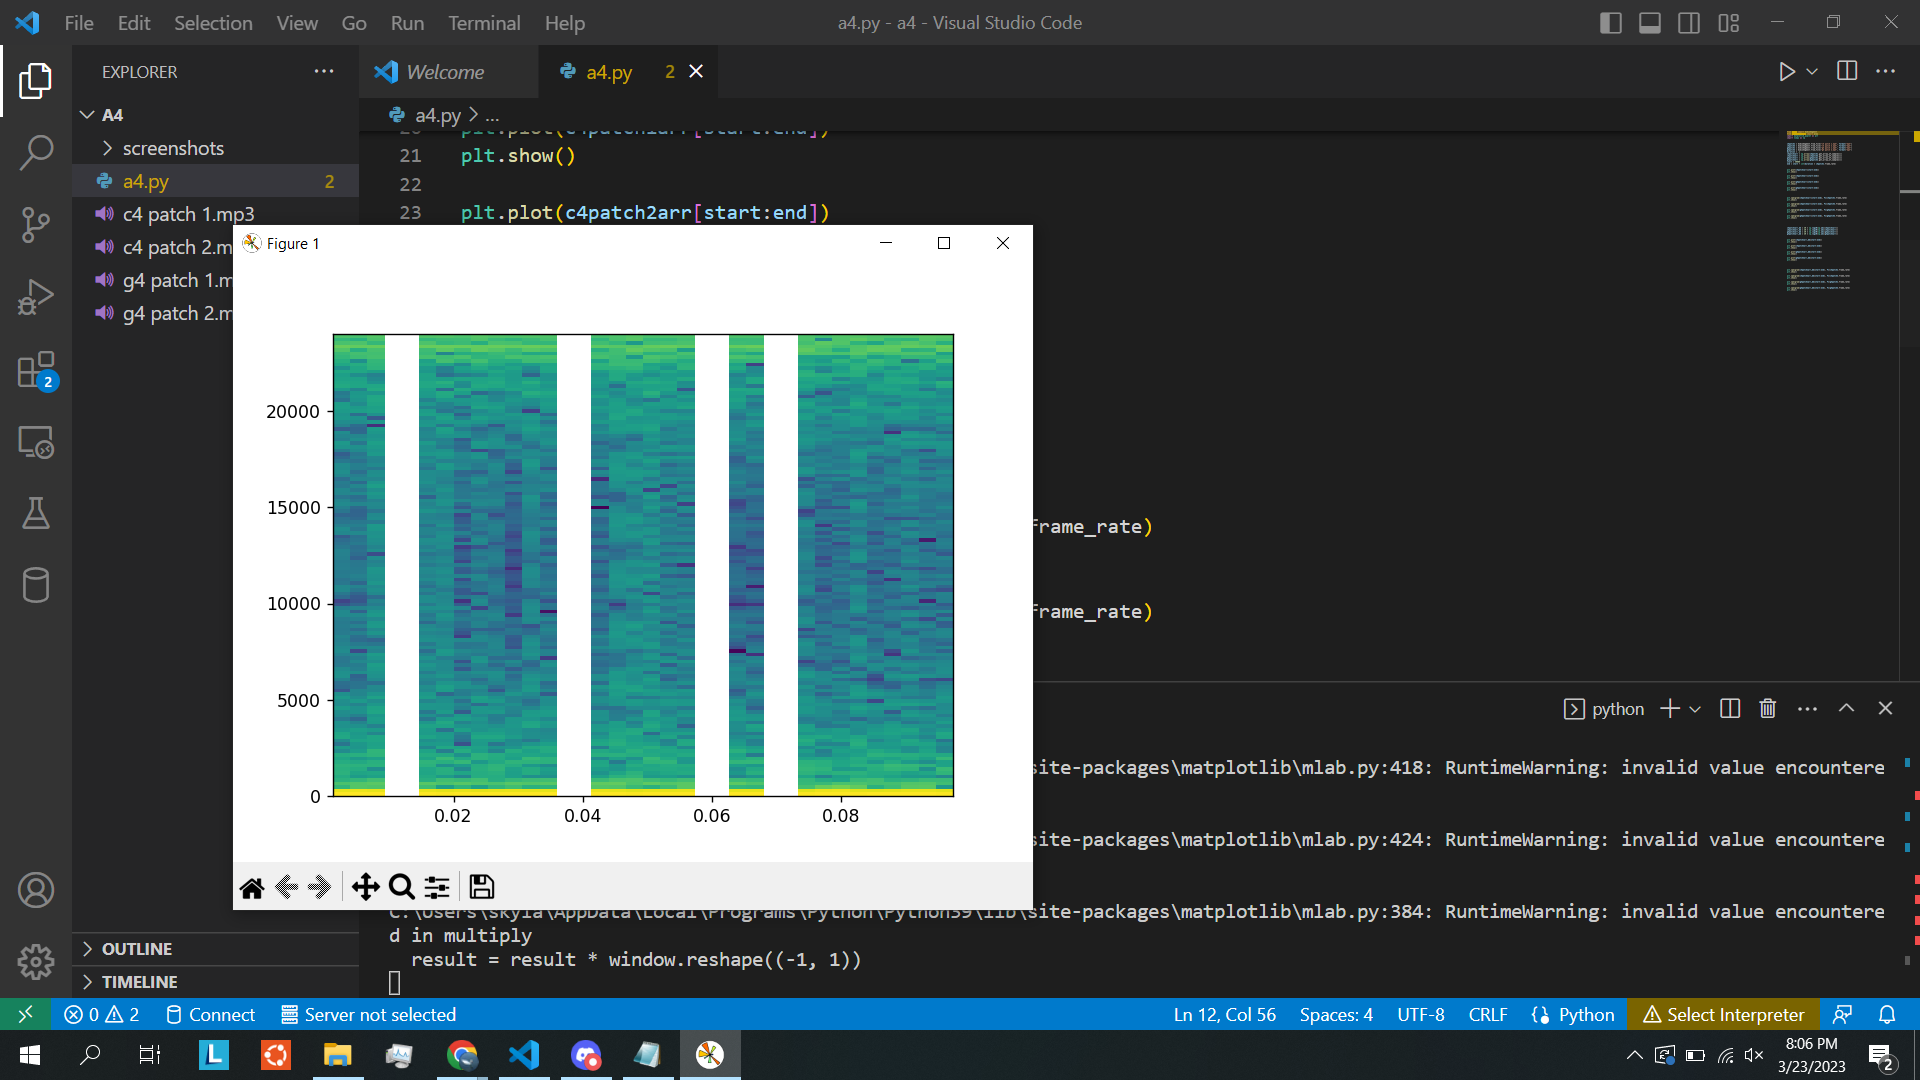 File Edit Selection View Go Run Terminal Help
a4.py - a4 - Visual Studio Code
EXPLORER
Welcome
a4.py 2
A4
a4.py > ...
screenshots
plt.plot(c4patch1arr[start:end])
21 plt.show()
a4.py 2
22
c4 patch 1.mp3
23 plt.plot(c4patch2arr[start:end])
c4 patch 2.m
g4 patch 1.m
g4 patch 2.m
Figure 1
20000
15000
10000
5000
0
0.02 0.04 0.06 0.08
frame_rate)
frame_rate)
python
site-packages\matplotlib\mlab.py:418: RuntimeWarning: invalid value encountere
site-packages\matplotlib\mlab.py:424: RuntimeWarning: invalid value encountere
C:\Users\skyla\AppData\Local\Programs\Python\Python39\lib\site-packages\matplotlib\mlab.py:384: RuntimeWarning: invalid value encountere
d in multiply
result = result * window.reshape((-1, 1))
OUTLINE
TIMELINE
2
0 2 Connect Server not selected
Ln 12, Col 56 Spaces: 4 UTF-8 CRLF Python Select Interpreter
L
8:06 PM
3/23/2023
2